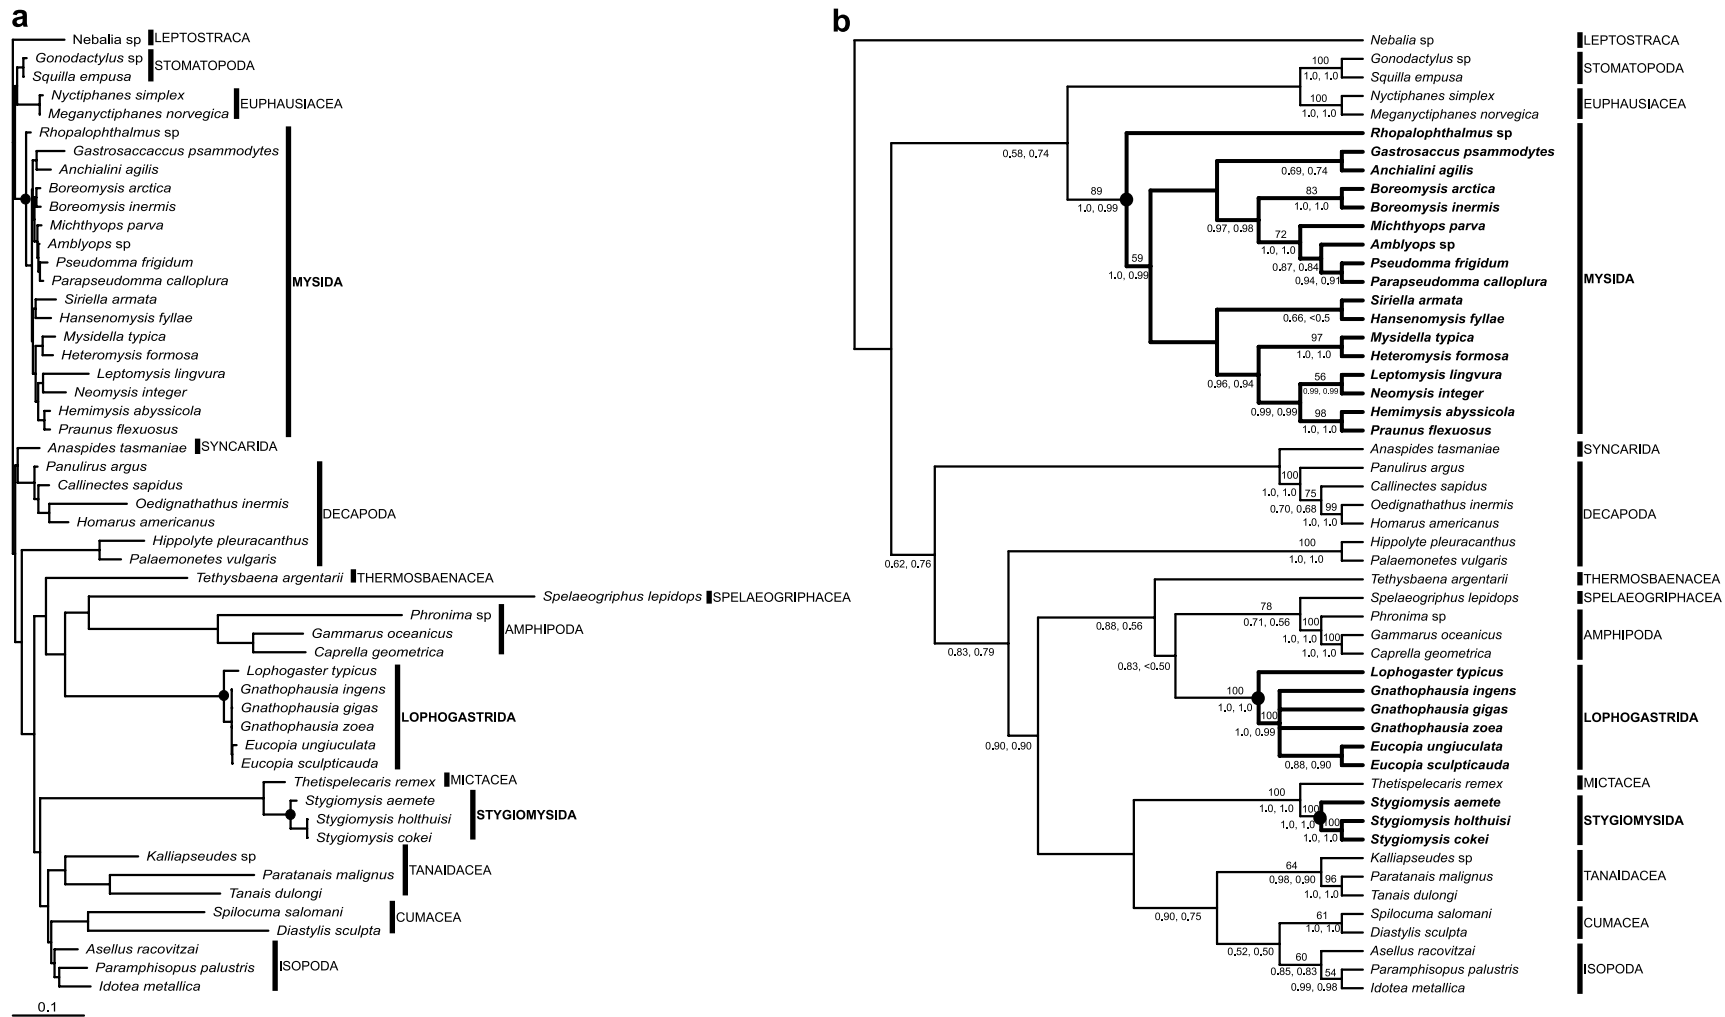 a
Nebalia sp
LEPTOSTRACA
Gonodactylus sp
Squilla empusa
STOMATOPODA
Nyctiphanes simplex
Meganyctiphanes norvegica
EUPHAUSIACEA
Rhopalophthalmus sp
Gastrosaccaccus psammodytes
Anchialini agilis
Boreomysis arctica
Boreomysis inermis
Michthyops parva
Amblyops sp
Pseudomma frigidum
Parapseudomma calloplura
Siriella armata
Hansenomysis fyllae
Mysidella typica
Heteromysis formosa
Leptomysis lingvura
Neomysis integer
Hemimysis abyssicola
Praunus flexuosus
MYSIDA
Anaspides tasmaniae
SYNCARIDA
Panulirus argus
Callinectes sapidus
Oedignathathus inermis
Homarus americanus
Hippolyte pleuracanthus
Palaemonetes vulgaris
DECAPODA
Tethysbaena argentarii
THERMOSBAENACEA
Spelaeogriphus lepidops
SPELAEOGRIPHACEA
Phronima sp
Gammarus oceanicus
Caprella geometrica
AMPHIPODA
Lophogaster typicus
Gnathophausia ingens
Gnathophausia gigas
Gnathophausia zoea
Eucopia ungiuculata
Eucopia sculpticauda
LOPHOGASTRIDA
Thetispelecaris remex
MICTACEA
Stygiomysis aemete
Stygiomysis holthuisi
Stygiomysis cokei
STYGIOMYSIDA
Kalliapseudes sp
Paratanais malignus
Tanais dulongi
TANAIDACEA
Spilocuma salomani
Diastylis sculpta
CUMACEA
Asellus racovitzai
Paramphisopus palustris
Idotea metallica
ISOPODA
0.1
b
Nebalia sp
LEPTOSTRACA
100
1.0, 1.0
Gonodactylus sp
Squilla empusa
STOMATOPODA
100
1.0, 1.0
Nyctiphanes simplex
Meganyctiphanes norvegica
EUPHAUSIACEA
0.58, 0.74
89
1.0, 0.99
59
1.0, 0.99
Rhopalophthalmus sp
Gastrosaccus psammodytes
0.69, 0.74
Anchialini agilis
83
1.0, 1.0
Boreomysis arctica
Boreomysis inermis
0.97, 0.98
72
1.0, 1.0
Michthyops parva
0.87, 0.84
Amblyops sp
Pseudomma frigidum
0.94, 0.91
Parapseudomma calloplura
Siriella armata
0.66, <0.5
Hansenomysis fyllae
97
1.0, 1.0
Mysidella typica
Heteromysis formosa
0.96, 0.94
56
0.99, 0.99
Leptomysis lingvura
Neomysis integer
0.99, 0.99
98
1.0, 1.0
Hemimysis abyssicola
Praunus flexuosus
MYSIDA
Anaspides tasmaniae
SYNCARIDA
100
1.0, 1.0
Panulirus argus
75
0.70, 0.68
Callinectes sapidus
99
1.0, 1.0
Oedignathathus inermis
Homarus americanus
DECAPODA
0.62, 0.76
100
1.0, 1.0
Hippolyte pleuracanthus
Palaemonetes vulgaris
0.83, 0.79
Tethysbaena argentarii
THERMOSBAENACEA
0.88, 0.56
78
0.71, 0.56
Spelaeogriphus lepidops
SPELAEOGRIPHACEA
100
1.0, 1.0
Phronima sp
100
1.0, 1.0
Gammarus oceanicus
Caprella geometrica
AMPHIPODA
0.83, <0.50
100
1.0, 1.0
Lophogaster typicus
100
1.0, 0.99
Gnathophausia ingens
Gnathophausia gigas
Gnathophausia zoea
Eucopia ungiuculata
0.88, 0.90
Eucopia sculpticauda
LOPHOGASTRIDA
0.90, 0.90
Thetispelecaris remex
MICTACEA
100
1.0, 1.0
100
1.0, 1.0
Stygiomysis aemete
100
1.0, 1.0
Stygiomysis holthuisi
Stygiomysis cokei
STYGIOMYSIDA
64
0.98, 0.90
Kalliapseudes sp
96
1.0, 1.0
Paratanais malignus
Tanais dulongi
TANAIDACEA
0.90, 0.75
61
1.0, 1.0
Spilocuma salomani
Diastylis sculpta
CUMACEA
0.52, 0.50
60
0.85, 0.83
Asellus racovitzai
54
0.99, 0.98
Paramphisopus palustris
Idotea metallica
ISOPODA